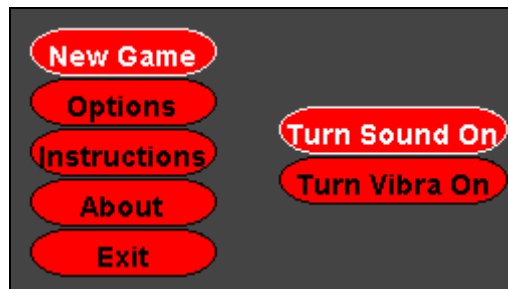 New Game
Options
Instructions
About
Exit
Turn Sound On
Turn Vibra On